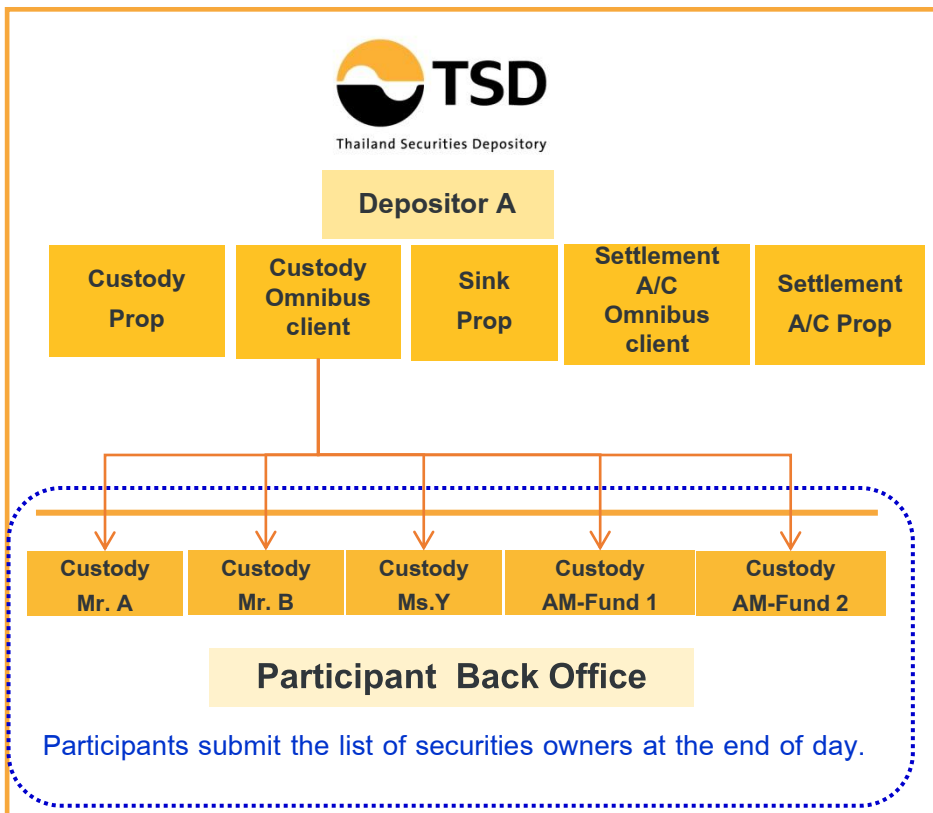 TSD
Thailand Securities Depository
Depositor A
Custody
Prop
Custody
Omnibus
client
Sink
Prop
Settlement
A/C
Omnibus
client
Settlement
A/C Prop
Custody
Mr. A
Custody
Mr. B
Custody
Ms.Y
Custody
AM-Fund 1
Custody
AM-Fund 2
Participant Back Office
Participants submit the list of securities owners at the end of day.